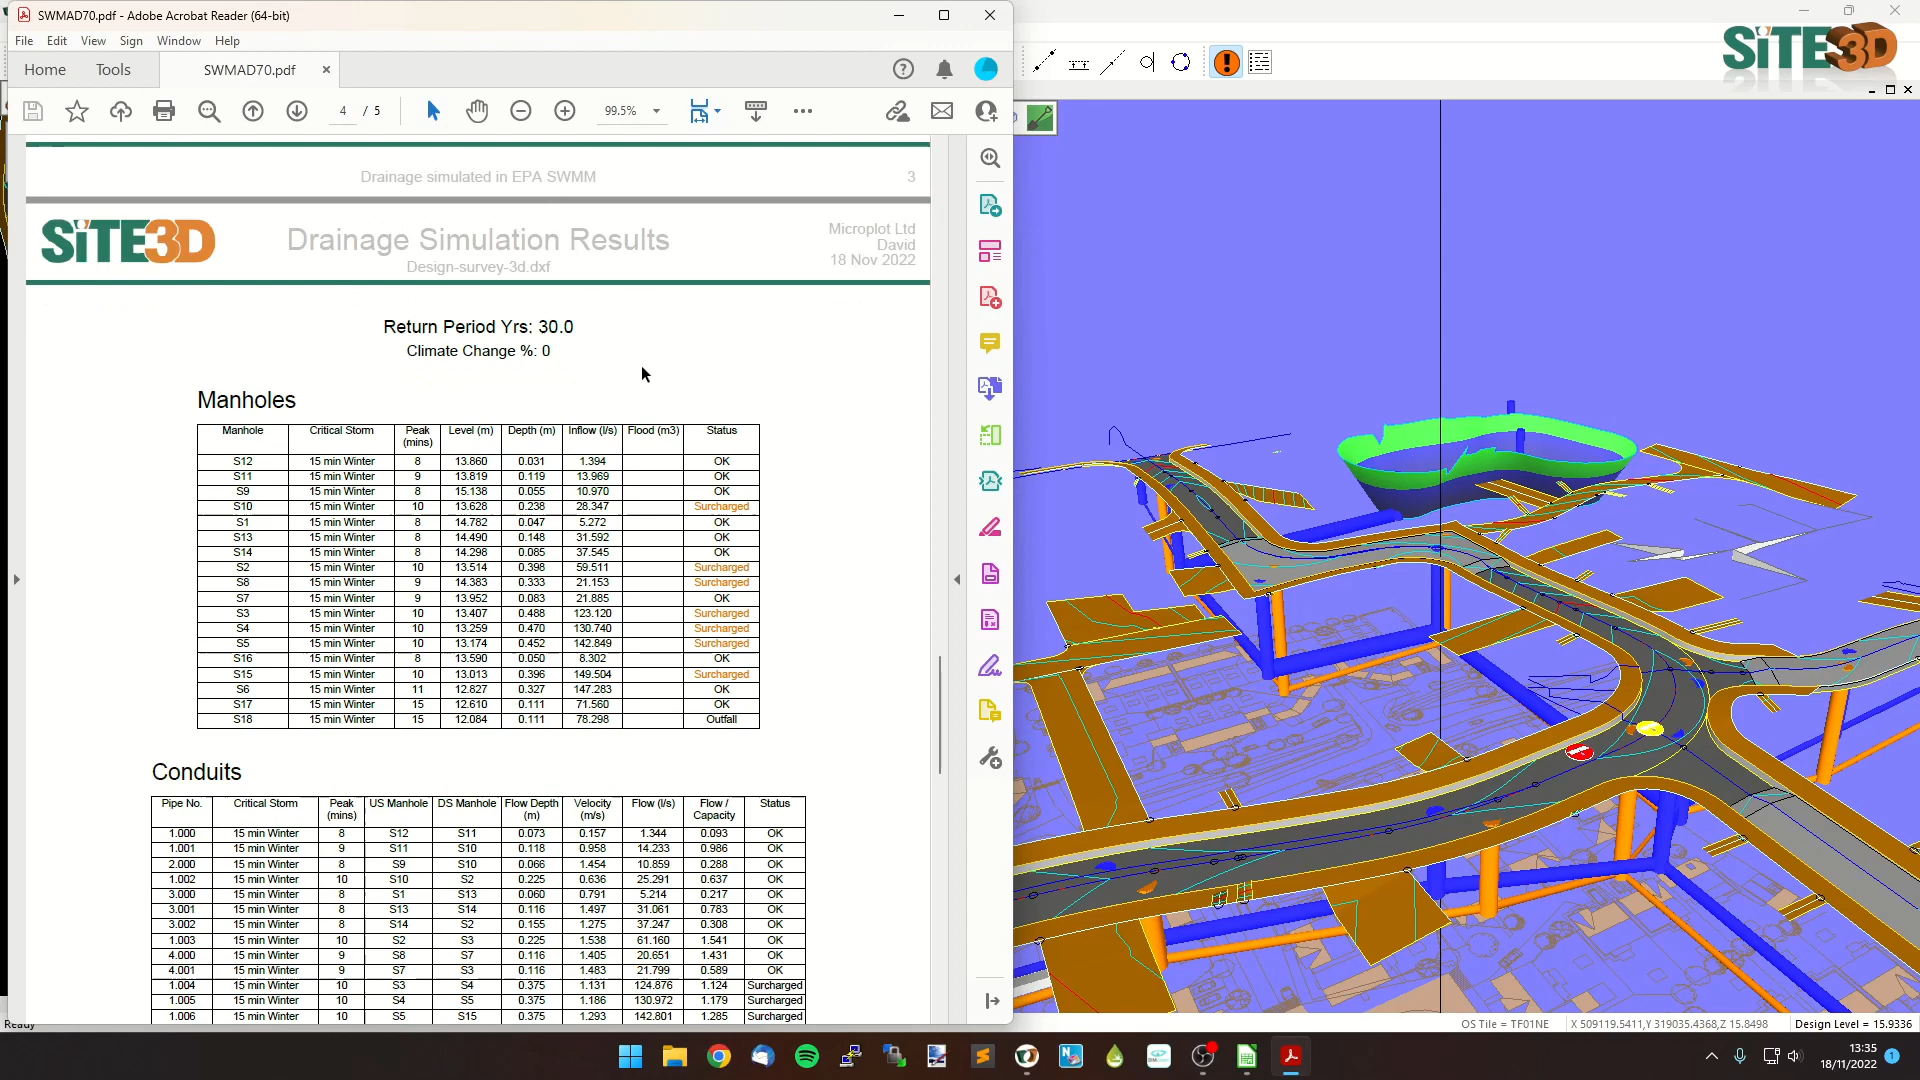 SWMAD70.pdf - Adobe Acrobat Reader (64-bit)
File Edit View Sign Window Help
Home Tools SWMAD70.pdf ×
4 / 5 99.5%
SiTE3D
Drainage simulated in EPA SWMM 3
SiTE3D
Drainage Simulation Results
Design-survey-3d.dxf
Microplot Ltd
David
18 Nov 2022
Return Period Yrs: 30.0
Climate Change %: 0
Manholes
Manhole Critical Storm Peak (mins) Level (m) Depth (m) Inflow (l/s) Flood (m3) Status
S12 15 min Winter 8 13.860 0.031 1.394 OK
S11 15 min Winter 9 13.819 0.119 13.969 OK
S9 15 min Winter 8 15.138 0.055 10.970 OK
S10 15 min Winter 10 13.628 0.238 28.347 Surcharged
S1 15 min Winter 8 14.782 0.047 5.272 OK
S13 15 min Winter 8 14.490 0.148 31.592 OK
S14 15 min Winter 8 14.298 0.085 37.545 OK
S2 15 min Winter 10 13.514 0.398 59.511 Surcharged
S8 15 min Winter 9 14.383 0.333 21.153 Surcharged
S7 15 min Winter 9 13.952 0.083 21.885 OK
S3 15 min Winter 10 13.407 0.488 123.120 Surcharged
S4 15 min Winter 10 13.259 0.470 130.740 Surcharged
S5 15 min Winter 10 13.174 0.452 142.849 Surcharged
S16 15 min Winter 8 13.590 0.050 8.302 OK
S15 15 min Winter 10 13.013 0.396 149.504 Surcharged
S6 15 min Winter 11 12.827 0.327 147.283 OK
S17 15 min Winter 15 12.610 0.111 71.560 OK
S18 15 min Winter 15 12.084 0.111 78.298 Outfall
Conduits
Pipe No. Critical Storm Peak (mins) US Manhole DS Manhole Flow Depth (m) Velocity (m/s) Flow (l/s) Flow / Capacity Status
1.000 15 min Winter 8 S12 S11 0.073 0.157 1.344 0.093 OK
1.001 15 min Winter 9 S11 S10 0.118 0.958 14.233 0.986 OK
2.000 15 min Winter 8 S9 S10 0.066 1.454 10.859 0.288 OK
1.002 15 min Winter 10 S10 S2 0.225 0.636 25.291 0.637 OK
3.000 15 min Winter 8 S1 S13 0.060 0.791 5.214 0.217 OK
3.001 15 min Winter 8 S13 S14 0.116 1.497 31.061 0.783 OK
3.002 15 min Winter 8 S14 S2 0.155 1.275 37.247 0.308 OK
1.003 15 min Winter 10 S2 S3 0.225 1.538 61.160 1.541 OK
4.000 15 min Winter 9 S8 S7 0.116 1.405 20.651 1.431 OK
4.001 15 min Winter 9 S7 S3 0.116 1.483 21.799 0.589 OK
1.004 15 min Winter 10 S3 S4 0.375 1.131 124.876 1.124 Surcharged
1.005 15 min Winter 10 S4 S5 0.375 1.186 130.972 1.179 Surcharged
1.006 15 min Winter 10 S5 S15 0.375 1.293 142.801 1.285 Surcharged
Ready
OS Tile = TF01NE X 509119.5411,Y 319035.4368,Z 15.8498 Design Level = 15.9336
13:35
18/11/2022
1